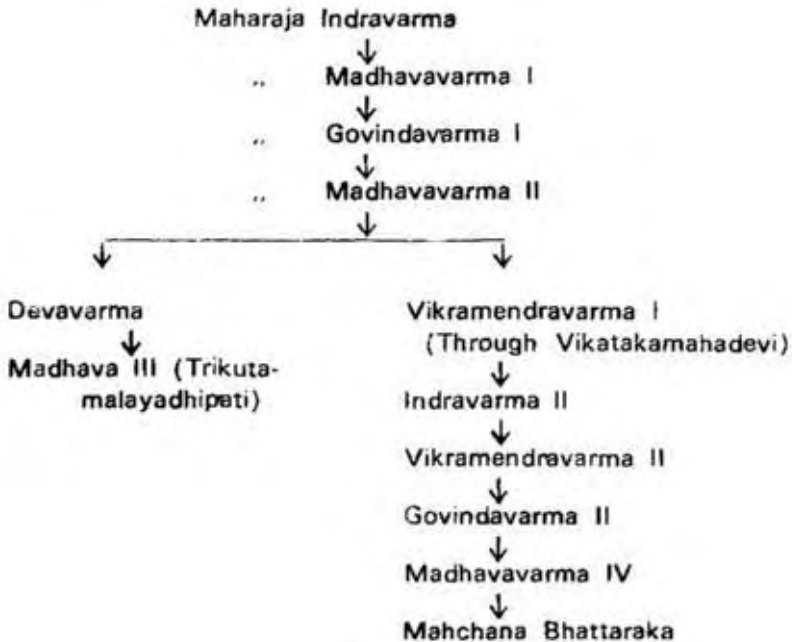 Maharaja Indravarma
,, Madhavavarma I
,, Govindavarma I
,, Madhavavarma II
Devavarma
Madhava III (Trikuta-
malayadhipati)
Vikramendravarma I
(Through Vikatakamahadevi)
Indravarma II
Vikramendravarma II
Govindavarma II
Madhavavarma IV
Mahchana Bhattaraka